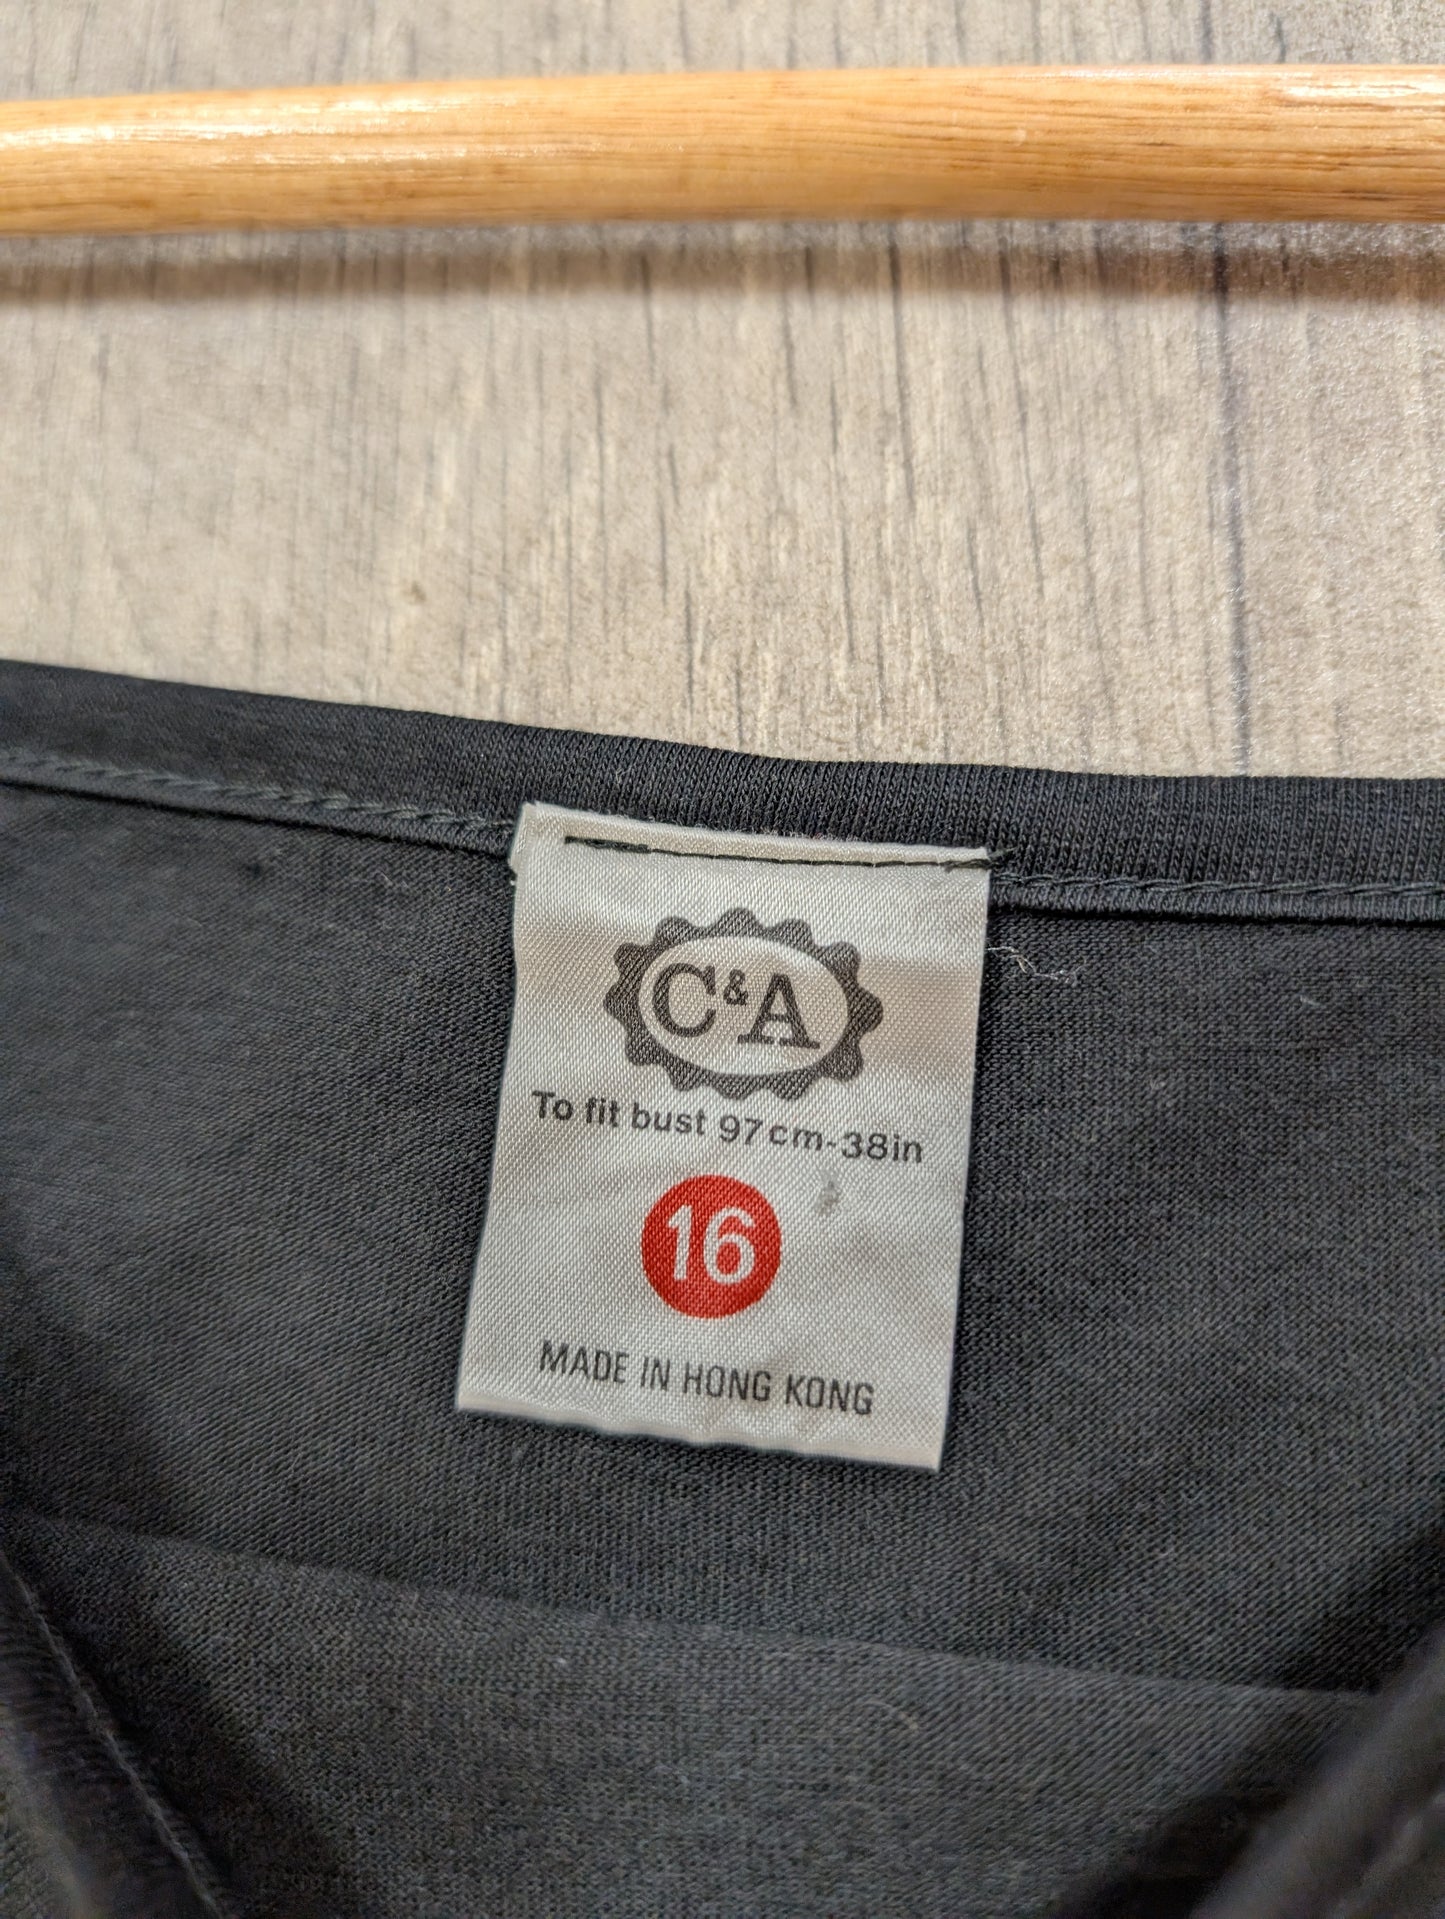 C&A
To fit bust 97cm-38in
16
MADE IN HONG KONG